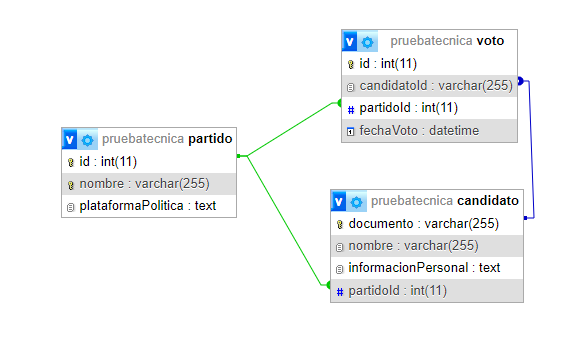 pruebatecnica voto
id : int(11)
candidatoId : varchar(255)
# partidoId : int(11)
fechaVoto : datetime
pruebatecnica partido
id : int(11)
nombre : varchar(255)
plataformaPolitica : text
pruebatecnica candidato
documento : varchar(255)
nombre : varchar(255)
informacionPersonal : text
# partidoId : int(11)